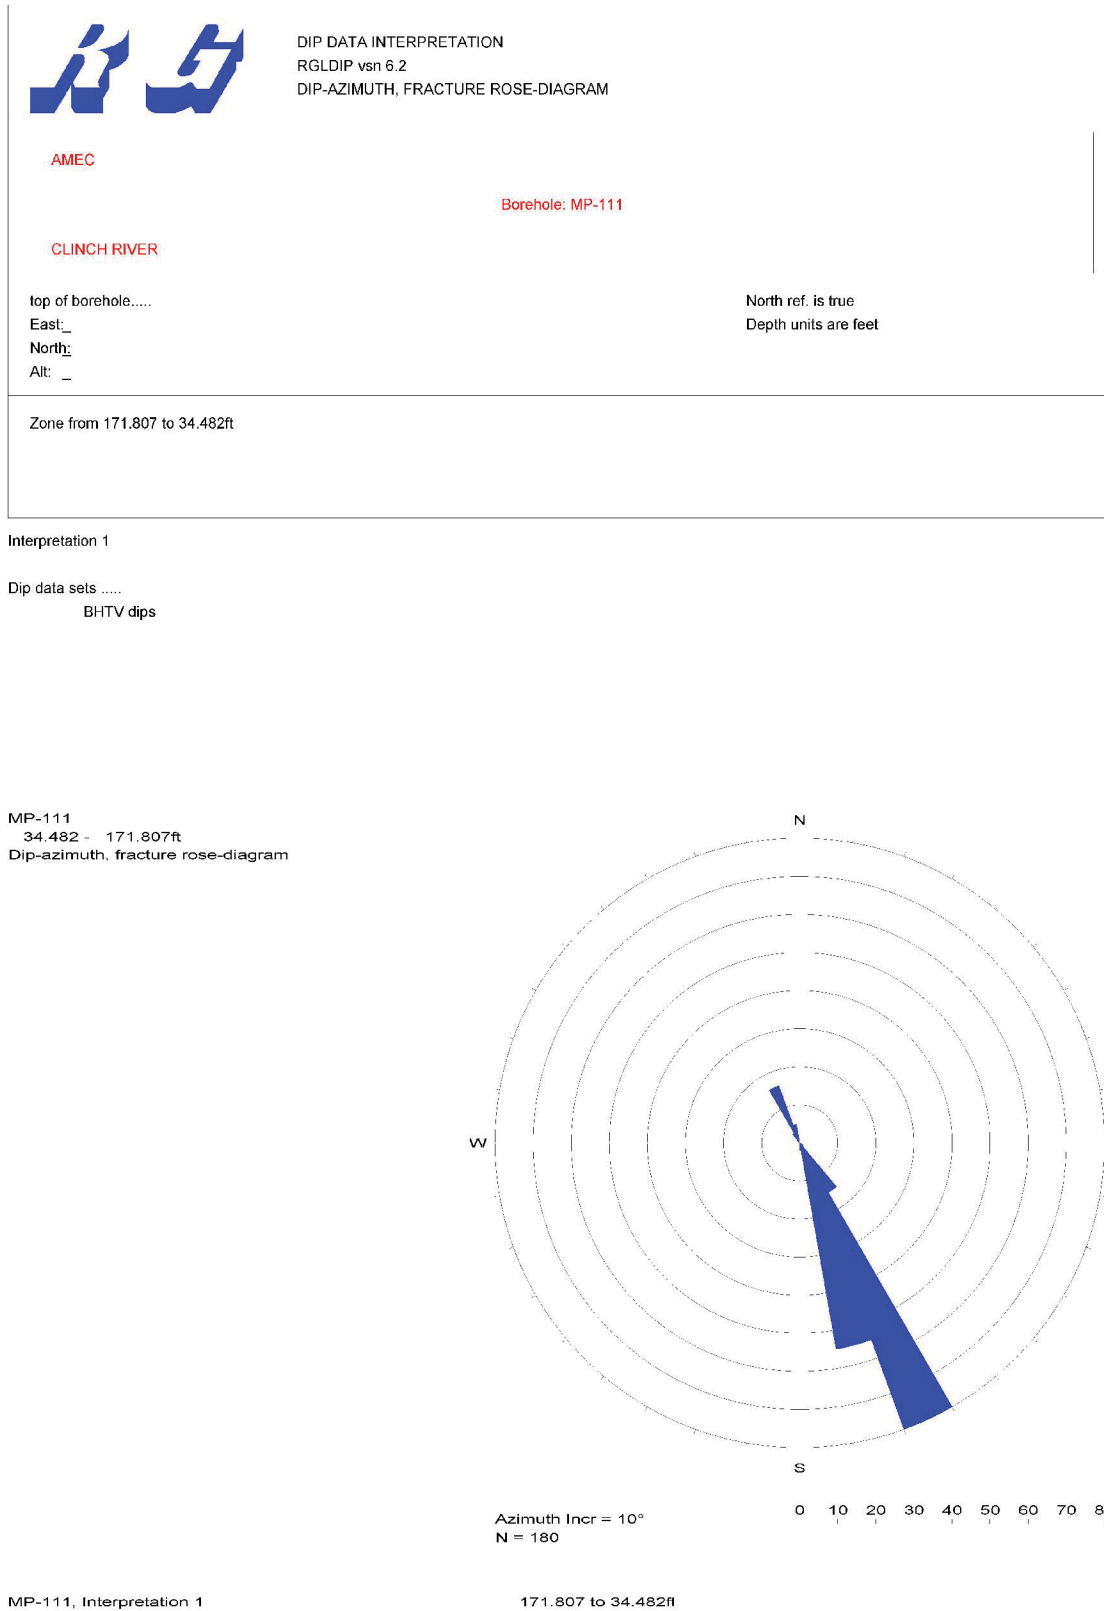 RG
DIP DATA INTERPRETATION
RGLDIP vsn 6.2
DIP-AZIMUTH, FRACTURE ROSE-DIAGRAM
AMEC
Borehole: MP-111
CLINCH RIVER
top of borehole.....
North ref. is true
East:_
Depth units are feet
North:
Alt: _
Zone from 171.807 to 34.482ft
Interpretation 1
Dip data sets .....
BHTV dips
MP-111
34.482 - 171.807ft
Dip-azimuth, fracture rose-diagram
N
W
S
0 10 20 30 40 50 60 70 8
Azimuth Incr = 10°
N = 180
MP-111, Interpretation 1 171.807 to 34.482ft